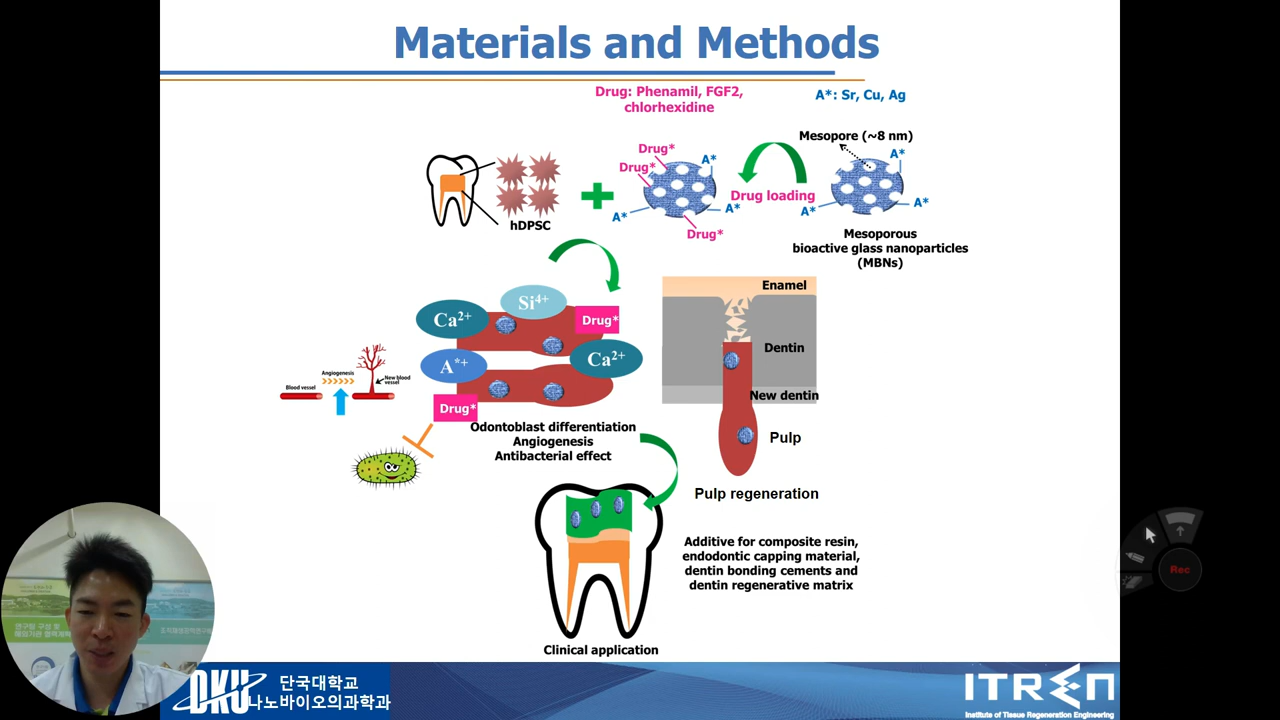 Materials and Methods
Drug: Phenamil, FGF2,
chlorhexidine
A*: Sr, Cu, Ag
Mesopore (~8 nm)
Drug*
Drug*
A*
A*
A*
Drug*
Drug loading
A*
A*
A*
hDPSC
Mesoporous
bioactive glass nanoparticles
(MBNs)
Si4+
Ca2+
Drug*
Ca2+
A*+
Drug*
Blood vessel
Angiogenesis
New blood
vessel
Odontoblast differentiation
Angiogenesis
Antibacterial effect
Enamel
Dentin
New dentin
Pulp
Pulp regeneration
Additive for composite resin,
endodontic capping material,
dentin bonding cements and
dentin regenerative matrix
Clinical application
Rec
DKU
단국대학교
나노바이오의과학과
ITREN
Institute of Tissue Regeneration Engineering